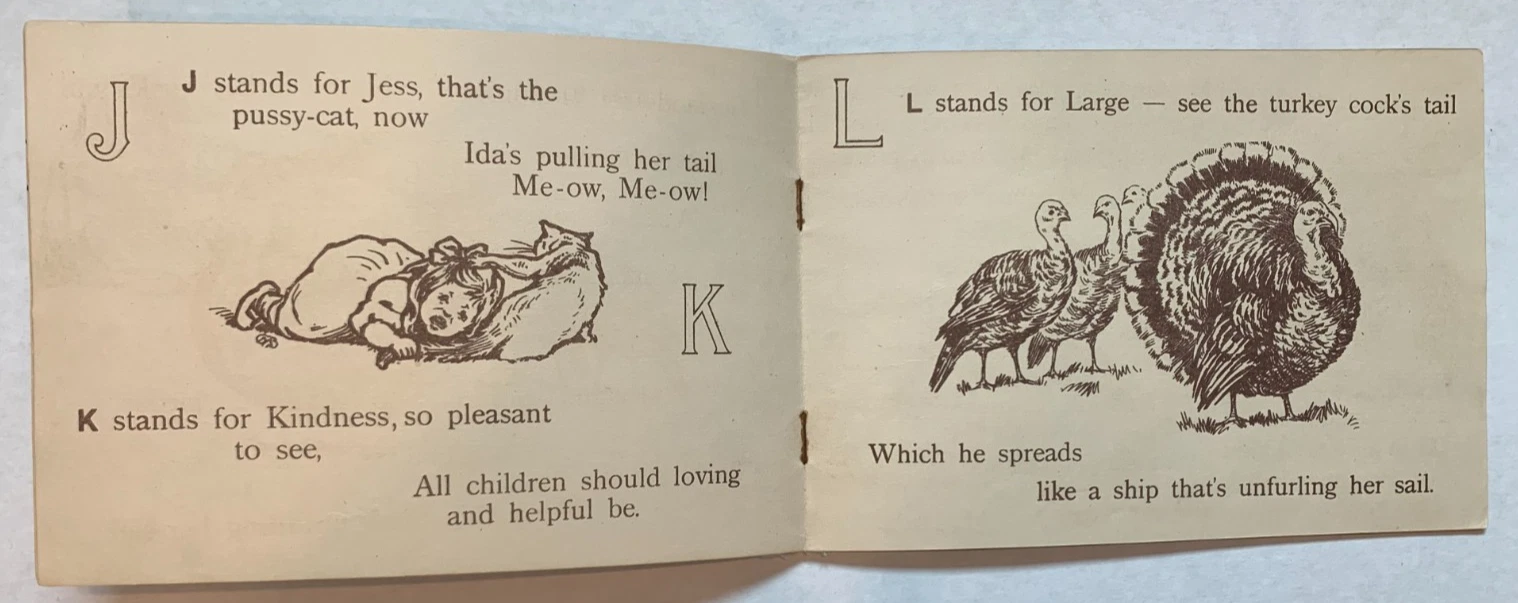 J
J stands for Jess, that's the
pussy-cat, now
Ida's pulling her tail
Me-ow, Me-ow!
K
K stands for Kindness, so pleasant
to see,
All children should loving
and helpful be.
L
L stands for Large — see the turkey cock's tail
Which he spreads
like a ship that's unfurling her sail.